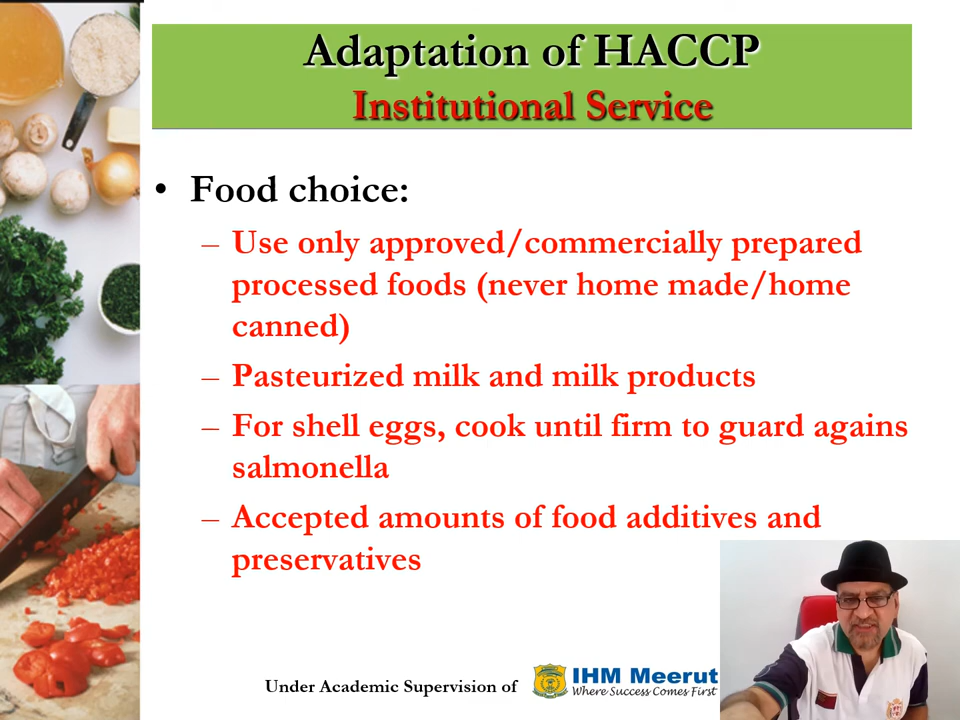 Adaptation of HACCP
Institutional Service
• Food choice:
– Use only approved/commercially prepared
processed foods (never home made/home
canned)
– Pasteurized milk and milk products
– For shell eggs, cook until firm to guard agains
salmonella
– Accepted amounts of food additives and
preservatives
Under Academic Supervision of
IHM Meerut
Where Success Comes First